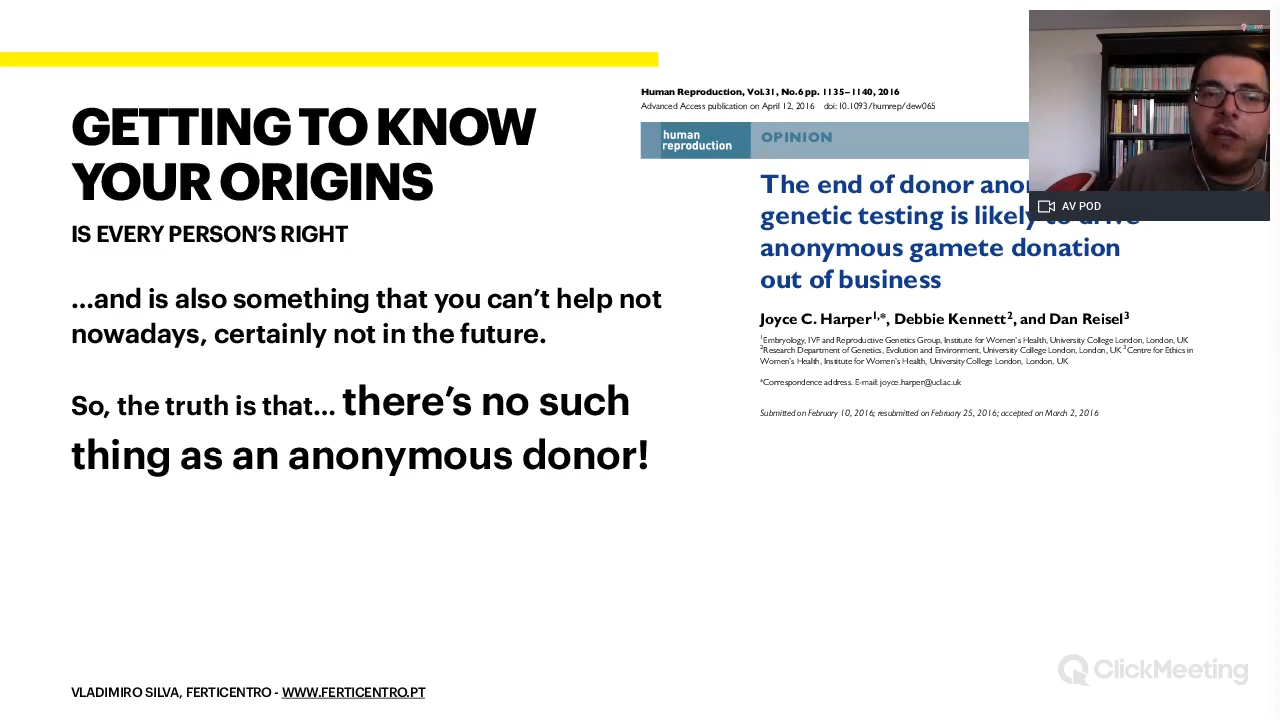 GETTING TO KNOW
YOUR ORIGINS
IS EVERY PERSON'S RIGHT
...and is also something that you can't help not
nowadays, certainly not in the future.
So, the truth is that... there's no such
thing as an anonymous donor!
VLADIMIRO SILVA, FERTICENTRO - WWW.FERTICENTRO.PT
Human Reproduction, Vol.31, No.6 pp. 1135–1140, 2016
Advanced Access publication on April 12, 2016 doi:10.1093/humrep/dew065
human
reproduction
OPINION
The end of donor
genetic testing is likely to drive
anonymous gamete donation
out of business
Joyce C. Harper1,*, Debbie Kennett2, and Dan Reisel3
1Embryology, IVF and Reproductive Genetics Group, Institute for Women's Health, University College London, London, UK
2Research Department of Genetics, Evolution and Environment, University College London, London, UK 3Centre for Ethics in
Women's Health, Institute for Women's Health, University College London, London, UK
*Correspondence address. E-mail: joyce.harper@ucl.ac.uk
Submitted on February 10, 2016; resubmitted on February 25, 2016; accepted on March 2, 2016
AV POD
ClickMeeting